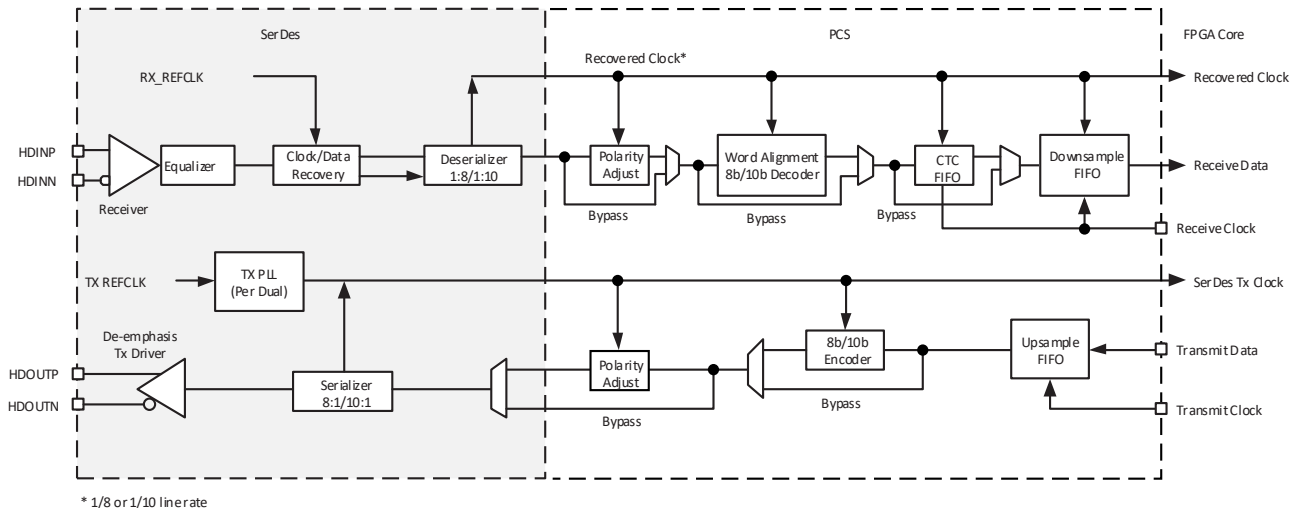 SerDes
PCS
FPGA Core
RX_REFCLK
Recovered Clock*
Recovered Clock
HDINP
HDINN
Receiver
Equalizer
Clock/Data
Recovery
Deserializer
1:8/1:10
Polarity
Adjust
Bypass
Word Alignment
8b/10b Decoder
Bypass
CTC
FIFO
Bypass
Downsample
FIFO
Receive Data
Receive Clock
TX REFCLK
TX PLL
(Per Dual)
SerDes Tx Clock
De-emphasis
Tx Driver
HDOUTP
HDOUTN
Serializer
8:1/10:1
Polarity
Adjust
Bypass
8b/10b
Encoder
Bypass
Upsample
FIFO
Transmit Data
Transmit Clock
* 1/8 or 1/10 line rate